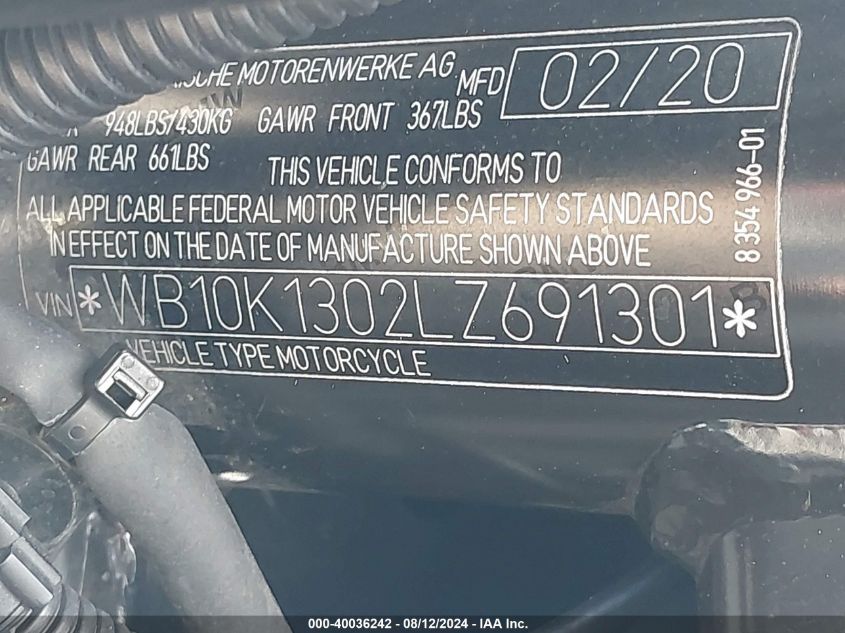 MOTORENWERKE AG MFD 02/20
948LBS/430KG GAWR FRONT 367LBS
GAWR REAR 661LBS THIS VEHICLE CONFORMS TO
ALL APPLICABLE FEDERAL MOTOR VEHICLE SAFETY STANDARDS
IN EFFECT ON THE DATE OF MANUFACTURE SHOWN ABOVE
VIN *WB10K1302LZ691301*
VEHICLE TYPE MOTORCYCLE
8 354 966-01
000-40036242 - 08/12/2024 - IAA Inc.